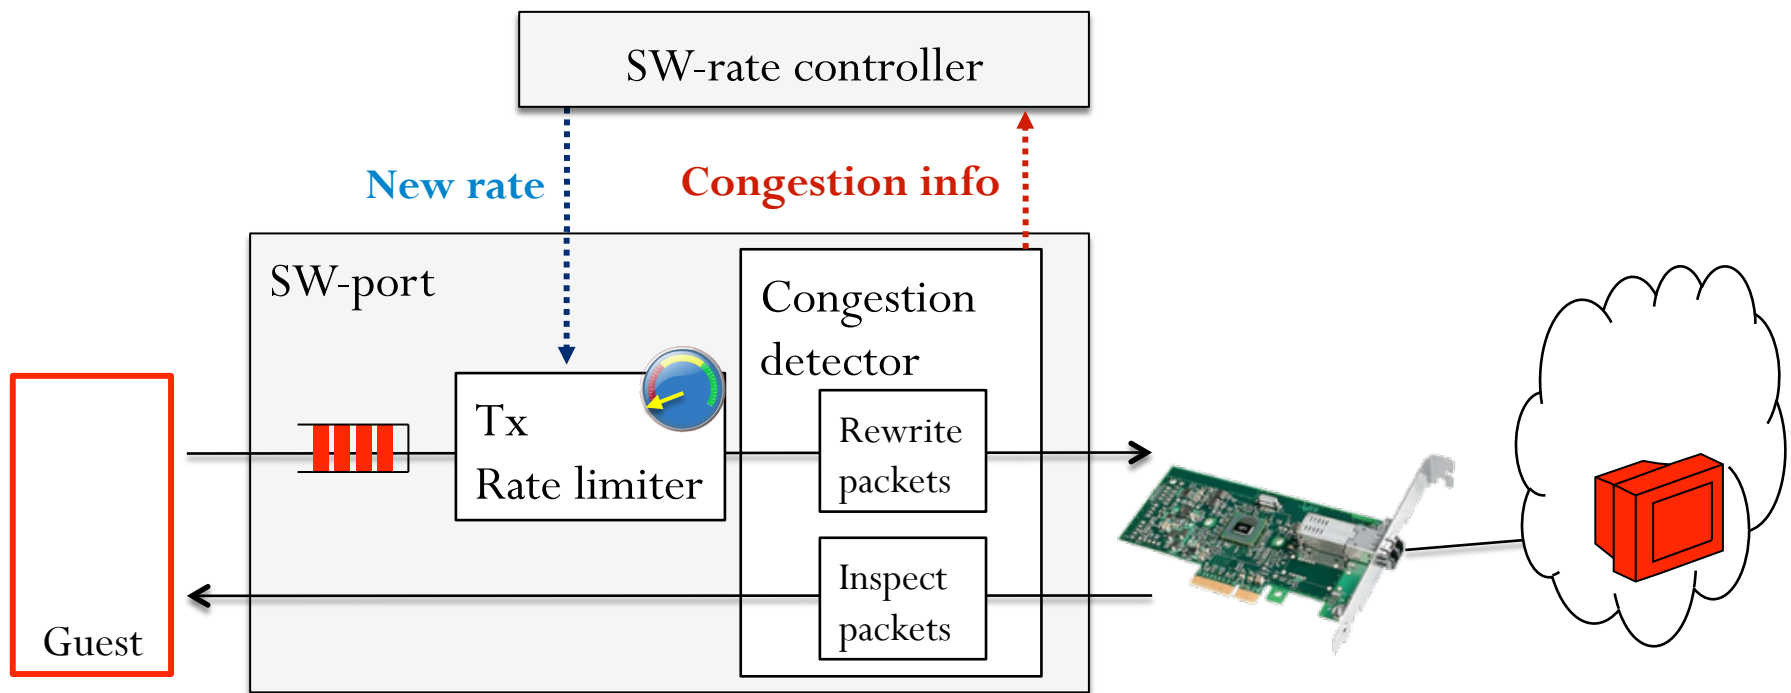 SW-rate controller
New rate
Congestion info
SW-port
Congestion
detector
Tx
Rate limiter
Rewrite
packets
Inspect
packets
Guest